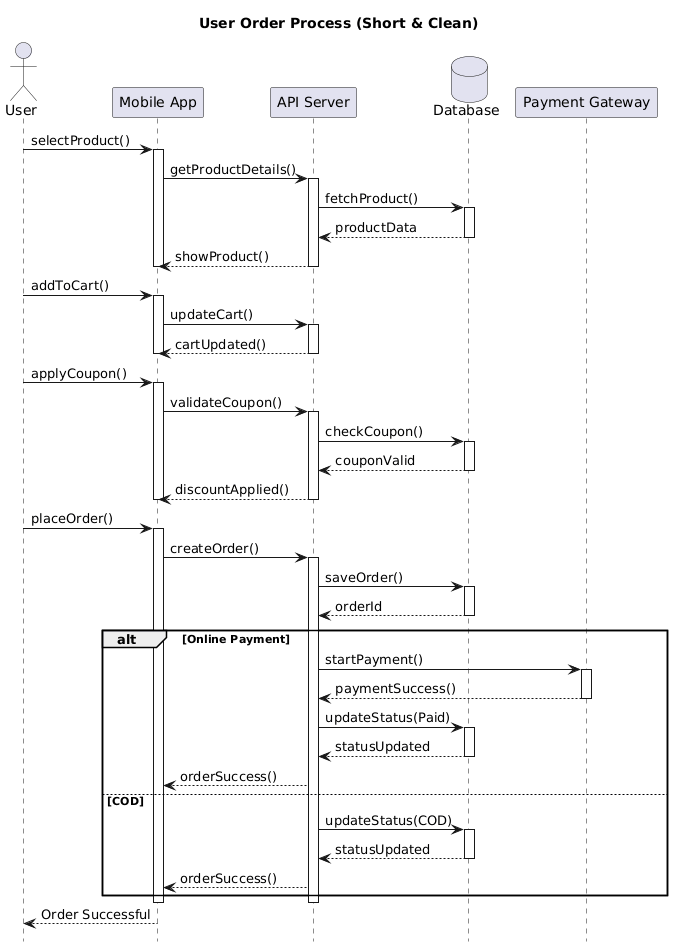 User Order Process (Short & Clean)
User
Mobile App
API Server
Database
Payment Gateway
selectProduct()
getProductDetails()
fetchProduct()
productData
showProduct()
addToCart()
updateCart()
cartUpdated()
applyCoupon()
validateCoupon()
checkCoupon()
couponValid
discountApplied()
placeOrder()
createOrder()
saveOrder()
orderId
alt [Online Payment]
startPayment()
paymentSuccess()
updateStatus(Paid)
statusUpdated
orderSuccess()
[COD]
updateStatus(COD)
statusUpdated
orderSuccess()
Order Successful